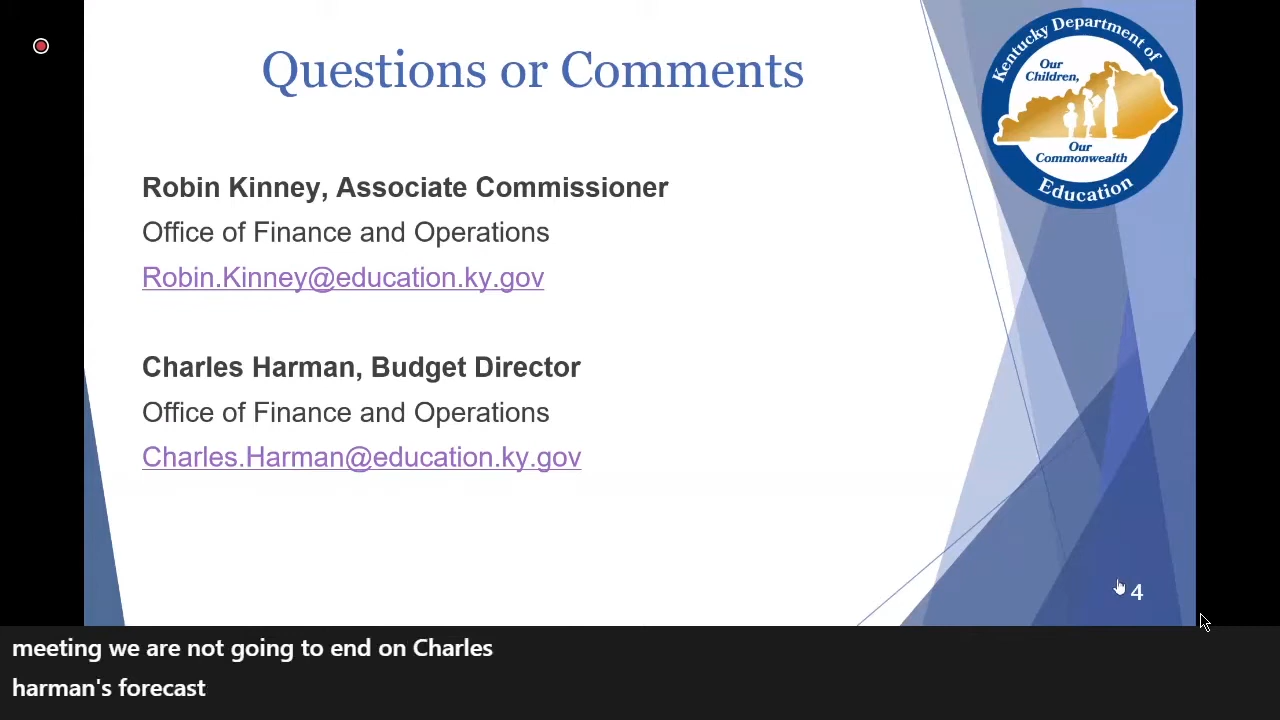 Questions or Comments
Kentucky Department of
Our
Children,
Our
Commonwealth
Education
Robin Kinney, Associate Commissioner
Office of Finance and Operations
Robin.Kinney@education.ky.gov
Charles Harman, Budget Director
Office of Finance and Operations
Charles.Harman@education.ky.gov
4
meeting we are not going to end on Charles
harman's forecast